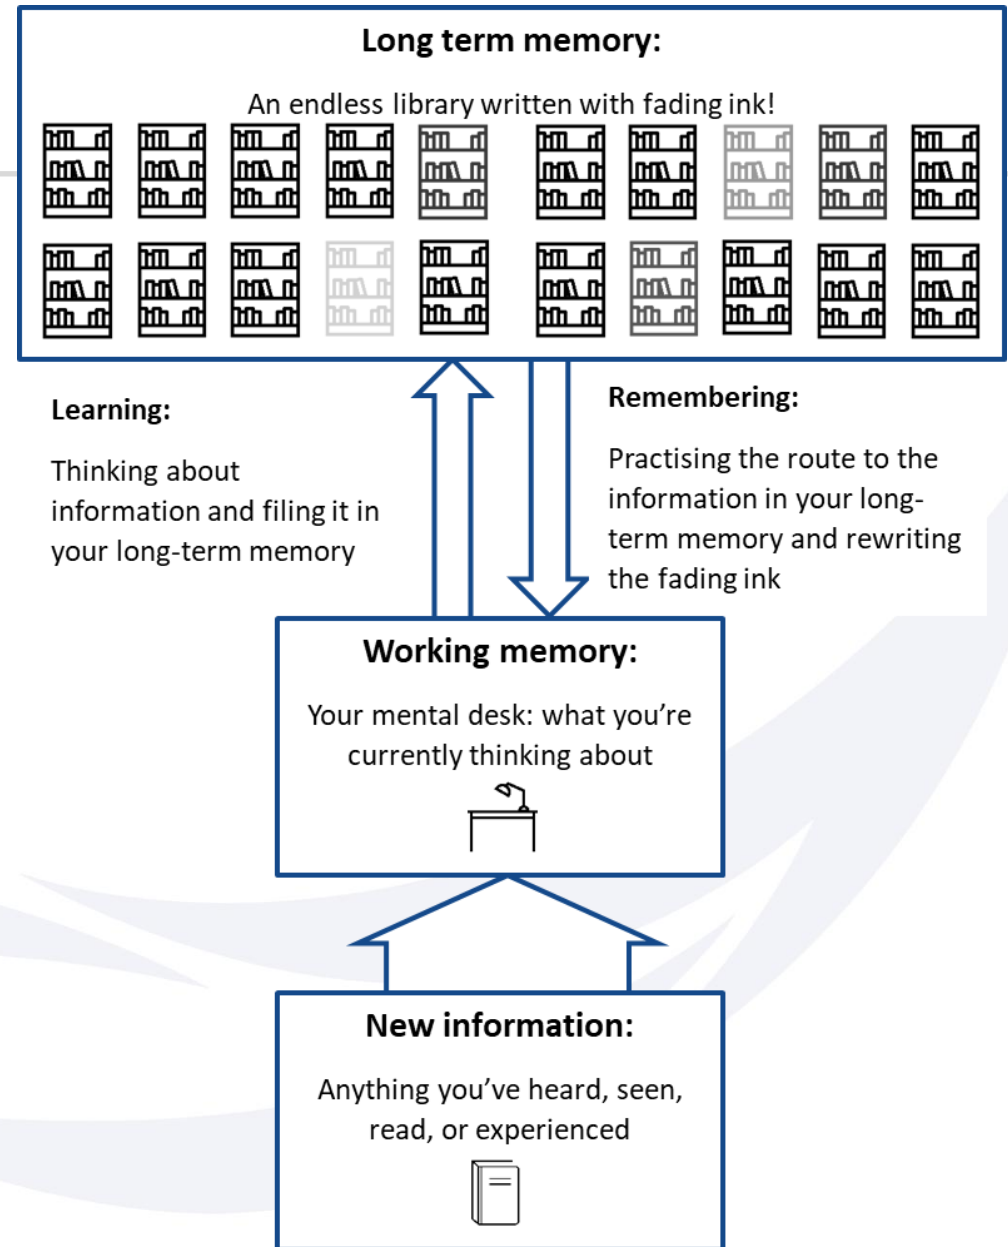 Long term memory:
An endless library written with fading ink!
Learning:
Thinking about
information and filing it in
your long-term memory
Remembering:
Practising the route to the
information in your long-
term memory and rewriting
the fading ink
Working memory:
Your mental desk: what you’re
currently thinking about
New information:
Anything you’ve heard, seen,
read, or experienced